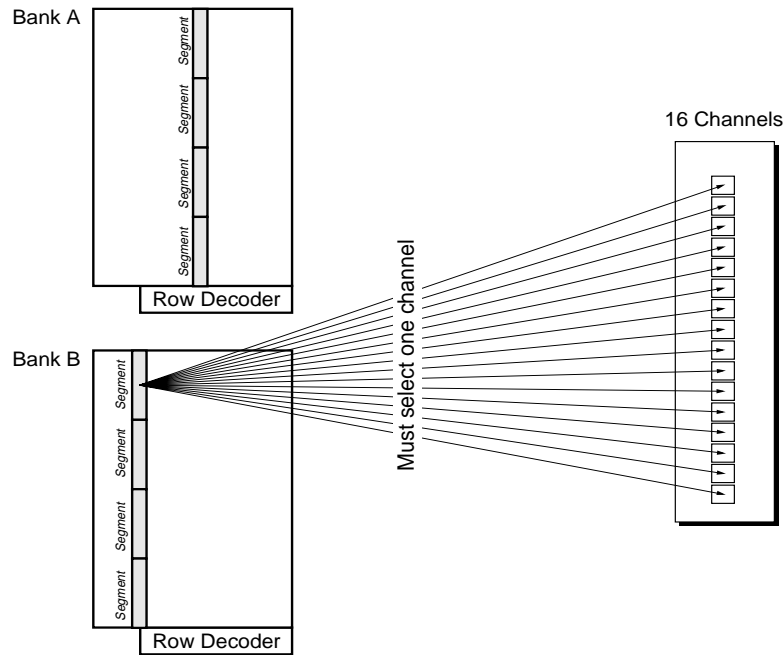 Bank A
Segment
Segment
Segment
Segment
Row Decoder
16 Channels
Must select one channel
Bank B
Segment
Segment
Segment
Segment
Row Decoder